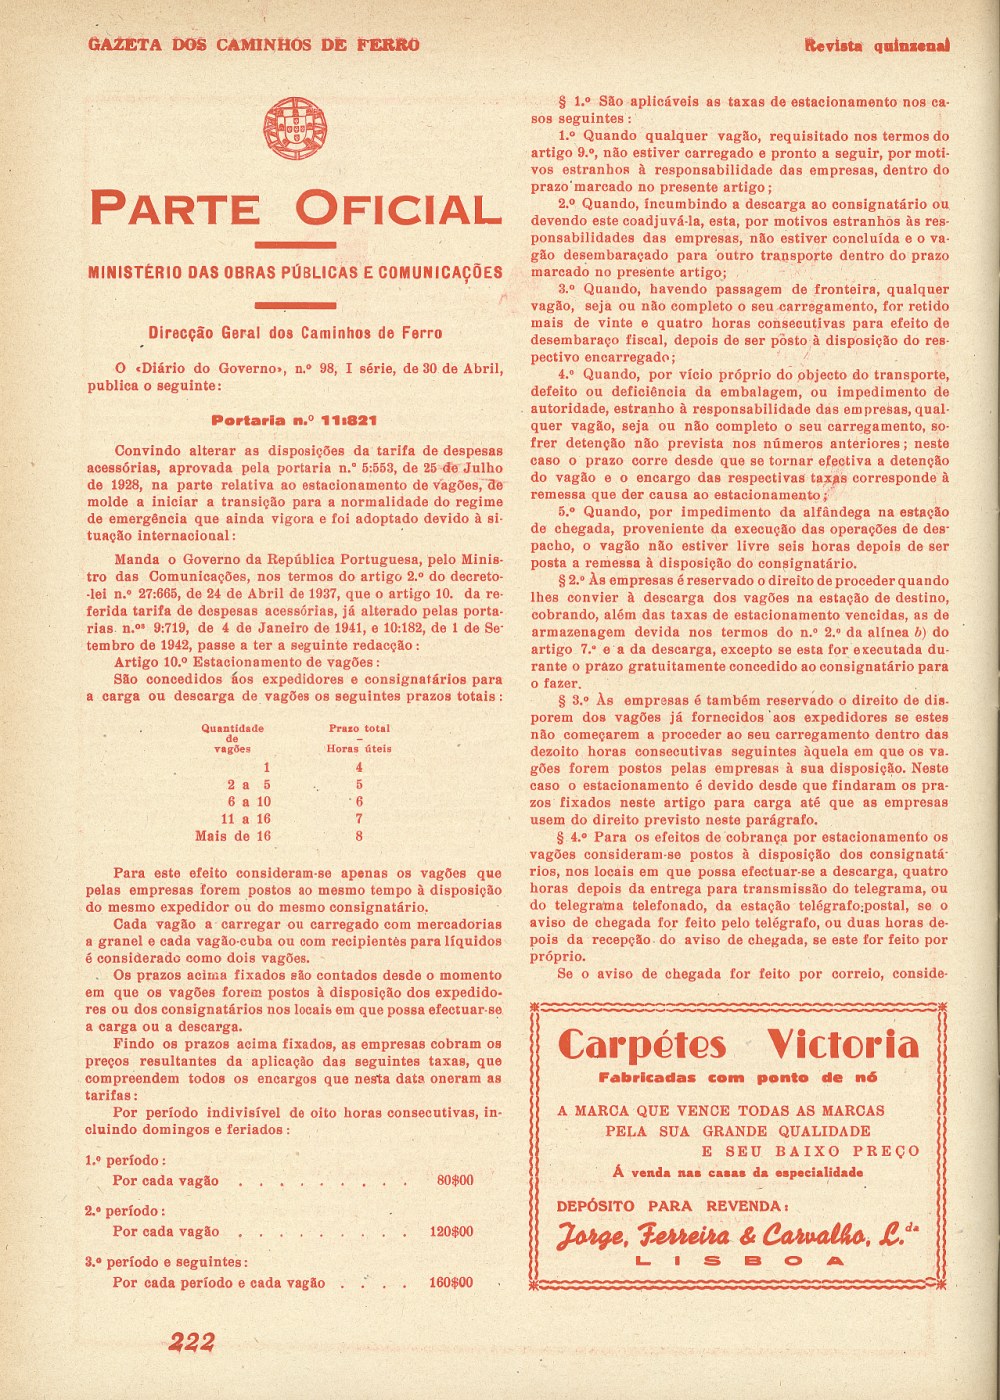 GAZETA DOS CAMINHOS DE FERRO
Revista quinzenal
PARTE OFICIAL
MINISTÉRIO DAS OBRAS PÚBLICAS E COMUNICAÇÕES
Direcção Geral dos Caminhos de Ferro
O «Diário do Governo», n.º 98, I série, de 30 de Abril,
publica o seguinte:
Portaria n.º 11:821
Convindo alterar as disposições da tarifa de despesas
acessórias, aprovada pela portaria n.º 5:553, de 25 de Julho
de 1928, na parte relativa ao estacionamento de vagões, de
molde a iniciar a transição para a normalidade do regime
de emergência que ainda vigora e foi adoptado devido à si-
tuação internacional:
Manda o Governo da República Portuguesa, pelo Minis-
tro das Comunicações, nos termos do artigo 2.º do decreto-
-lei n.º 27:665, de 24 de Abril de 1937, que o artigo 10. da re-
ferida tarifa de despesas acessórias, já alterado pelas porta-
rias n.os 9:719, de 4 de Janeiro de 1941, e 10:182, de 1 de Se-
tembro de 1942, passe a ter a seguinte redacção:
Artigo 10.º Estacionamento de vagões:
São concedidos áos expedidores e consignatários para
a carga ou descarga de vagões os seguintes prazos totais:
Quantidade de vagões | Prazo total – Horas úteis
1 4
2 a 5 5
6 a 10 6
11 a 16 7
Mais de 16 8
Para este efeito consideram-se apenas os vagões que
pelas empresas forem postos ao mesmo tempo à disposição
do mesmo expedidor ou do mesmo consignatário.
Cada vagão a carregar ou carregado com mercadorias
a granel e cada vagão-cuba ou com recipientes para líquidos
é considerado como dois vagões.
Os prazos acima fixados são contados desde o momento
em que os vagões forem postos à disposição dos expedido-
res ou dos consignatários nos locais em que possa efectuar-se
a carga ou a descarga.
Findo os prazos acima fixados, as empresas cobram os
preços resultantes da aplicação das seguintes taxas, que
compreendem todos os encargos que nesta data oneram as
tarifas:
Por período indivisível de oito horas consecutivas, in-
cluindo domingos e feriados:
1.º período:
Por cada vagão . . . . . . . . . 80$00
2.º período:
Por cada vagão . . . . . . . . . 120$00
3.º período e seguintes:
Por cada período e cada vagão . . . . 160$00
222
§ 1.º São aplicáveis as taxas de estacionamento nos ca-
sos seguintes:
1.º Quando qualquer vagão, requisitado nos termos do
artigo 9.º, não estiver carregado e pronto a seguir, por moti-
vos estranhos à responsabilidade das empresas, dentro do
prazo marcado no presente artigo;
2.º Quando, incumbindo a descarga ao consignatário ou
devendo este coadjuvá-la, esta, por motivos estranhos às res-
ponsabilidades das empresas, não estiver concluída e o va-
gão desembaraçado para outro transporte dentro do prazo
marcado no presente artigo;
3.º Quando, havendo passagem de fronteira, qualquer
vagão, seja ou não completo o seu carregamento, for retido
mais de vinte e quatro horas consecutivas para efeito de
desembaraço fiscal, depois de ser pôsto à disposição do res-
pectivo encarregado;
4.º Quando, por vício próprio do objecto do transporte,
defeito ou deficiência da embalagem, ou impedimento de
autoridade, estranho à responsabilidade das empresas, qual-
quer vagão, seja ou não completo o seu carregamento, so-
frer detenção não prevista nos números anteriores; neste
caso o prazo corre desde que se tornar efectiva a detenção
do vagão e o encargo das respectivas taxas corresponde à
remessa que der causa ao estacionamento;
5.º Quando, por impedimento da alfândega na estação
de chegada, proveniente da execução das operações de des-
pacho, o vagão não estiver livre seis horas depois de ser
posta a remessa à disposição do consignatário.
§ 2.º Às empresas é reservado o direito de proceder quando
lhes convier à descarga dos vagões na estação de destino,
cobrando, além das taxas de estacionamento vencidas, as de
armazenagem devida nos termos do n.º 2.º da alínea b) do
artigo 7.º e a da descarga, excepto se esta for executada du-
rante o prazo gratuitamente concedido ao consignatário para
o fazer.
§ 3.º Às empresas é também reservado o direito de dis-
porem dos vagões já fornecidos aos expedidores se estes
não começarem a proceder ao seu carregamento dentro das
dezoito horas consecutivas seguintes àquela em que os va-
gões forem postos pelas empresas à sua disposição. Neste
caso o estacionamento é devido desde que findaram os pra-
zos fixados neste artigo para carga até que as empresas
usem do direito previsto neste parágrafo.
§ 4.º Para os efeitos de cobrança por estacionamento os
vagões consideram-se postos à disposição dos consignatá-
rios, nos locais em que possa efectuar-se a descarga, quatro
horas depois da entrega para transmissão do telegrama, ou
do telegrama telefonado, da estação telégrafo-postal, se o
aviso de chegada for feito pelo telégrafo, ou duas horas de-
pois da recepção do aviso de chegada, se este for feito por
próprio.
Se o aviso de chegada for feito por correio, conside-
Carpétes Victoria
Fabricadas com ponto de nó
A MARCA QUE VENCE TODAS AS MARCAS
PELA SUA GRANDE QUALIDADE
E SEU BAIXO PREÇO
Á venda nas casas da especialidade
DEPÓSITO PARA REVENDA:
Jorge, Ferreira & Carvalho, L.da
LISBOA